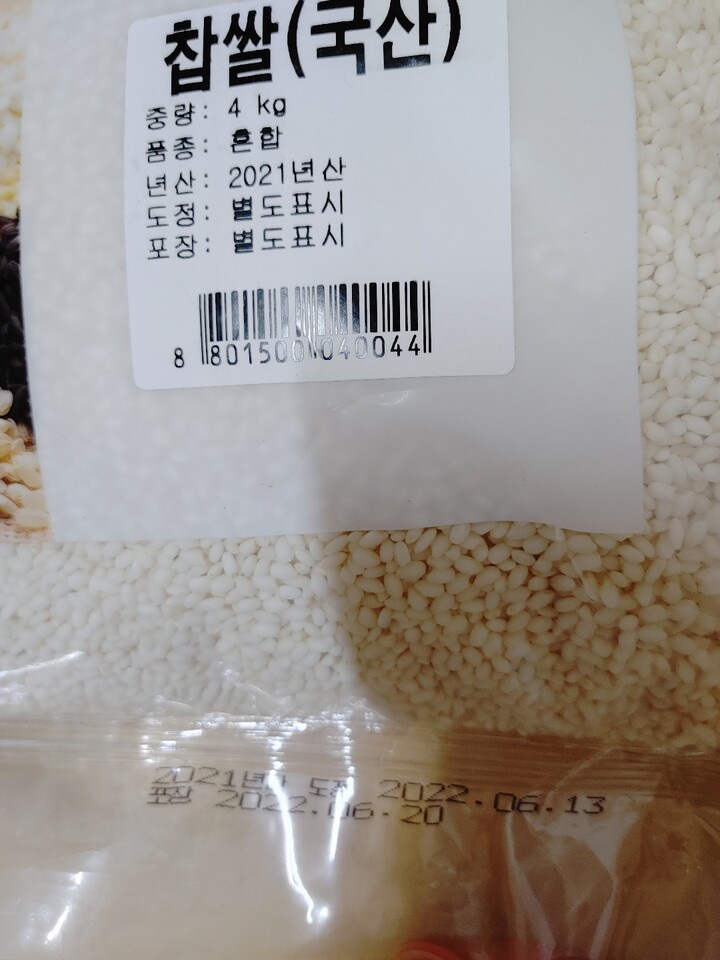 찹쌀(국산)
중량: 4 kg
품종: 혼합
년산: 2021년산
도정: 별도표시
포장: 별도표시
8 801500 040044
2021년산 도정 2022.06.13
포장 2022.06.20